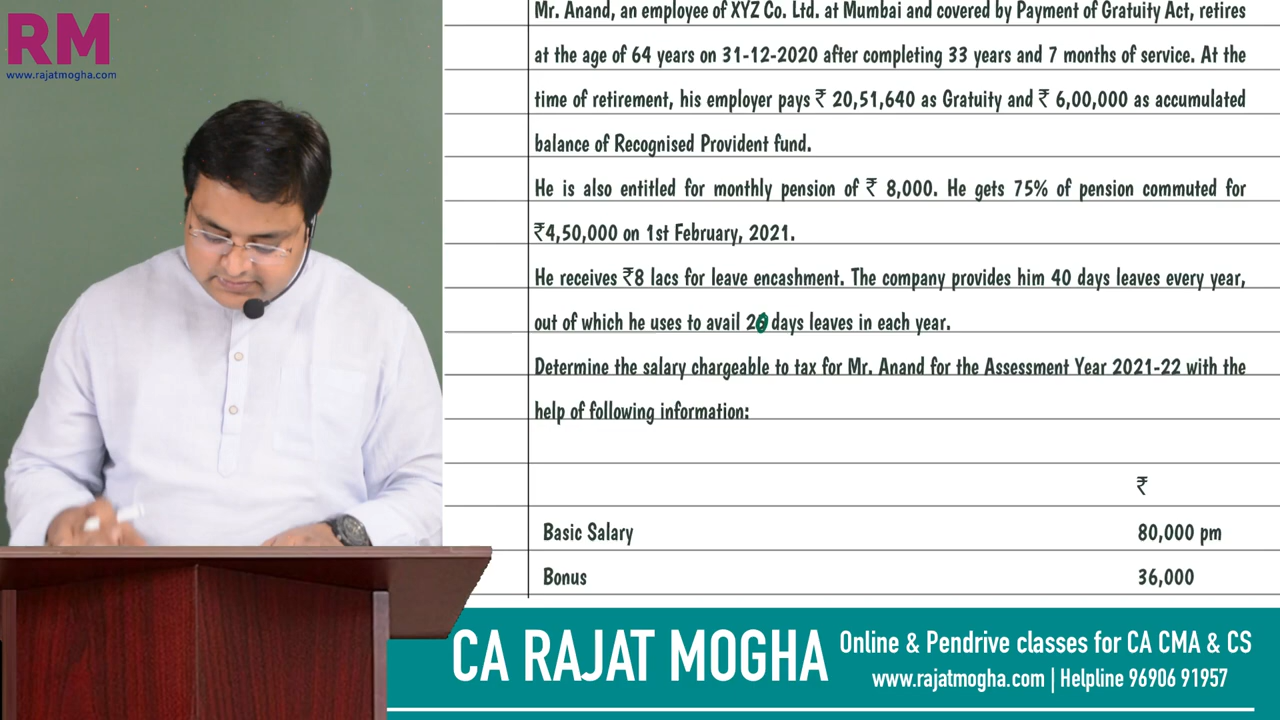 RM
www.rajatmogha.com
Mr. Anand, an employee of XYZ Co. Ltd. at Mumbai and covered by Payment of Gratuity Act, retires
at the age of 64 years on 31-12-2020 after completing 33 years and 7 months of service. At the
time of retirement, his employer pays ₹ 20,51,640 as Gratuity and ₹ 6,00,000 as accumulated
balance of Recognised Provident fund.
He is also entitled for monthly pension of ₹ 8,000. He gets 75% of pension commuted for
₹4,50,000 on 1st February, 2021.
He receives ₹8 lacs for leave encashment. The company provides him 40 days leaves every year,
out of which he uses to avail 20 days leaves in each year.
Determine the salary chargeable to tax for Mr. Anand for the Assessment Year 2021-22 with the
help of following information:
₹
Basic Salary 80,000 pm
Bonus 36,000
CA RAJAT MOGHA
Online & Pendrive classes for CA CMA & CS
www.rajatmogha.com | Helpline 96906 91957